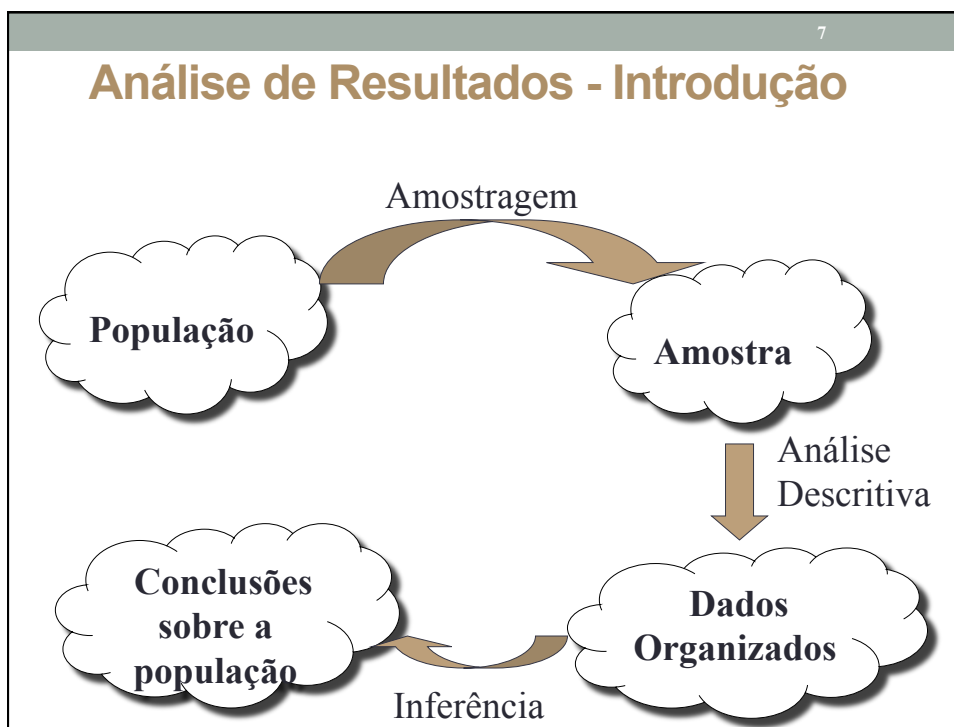 7
Análise de Resultados - Introdução
Amostragem
População
Amostra
Análise
Descritiva
Dados
Organizados
Inferência
Conclusões
sobre a
população